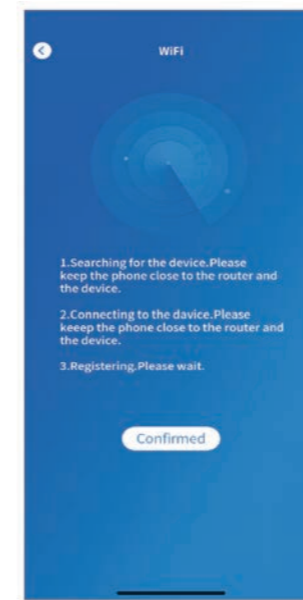 WiFi
1.Searching for the device.Please
keep the phone close to the router and
the device.
2.Connecting to the davice.Please
keeep the phone close to the router and
the device.
3.Registering.Please wait.
Confirmed